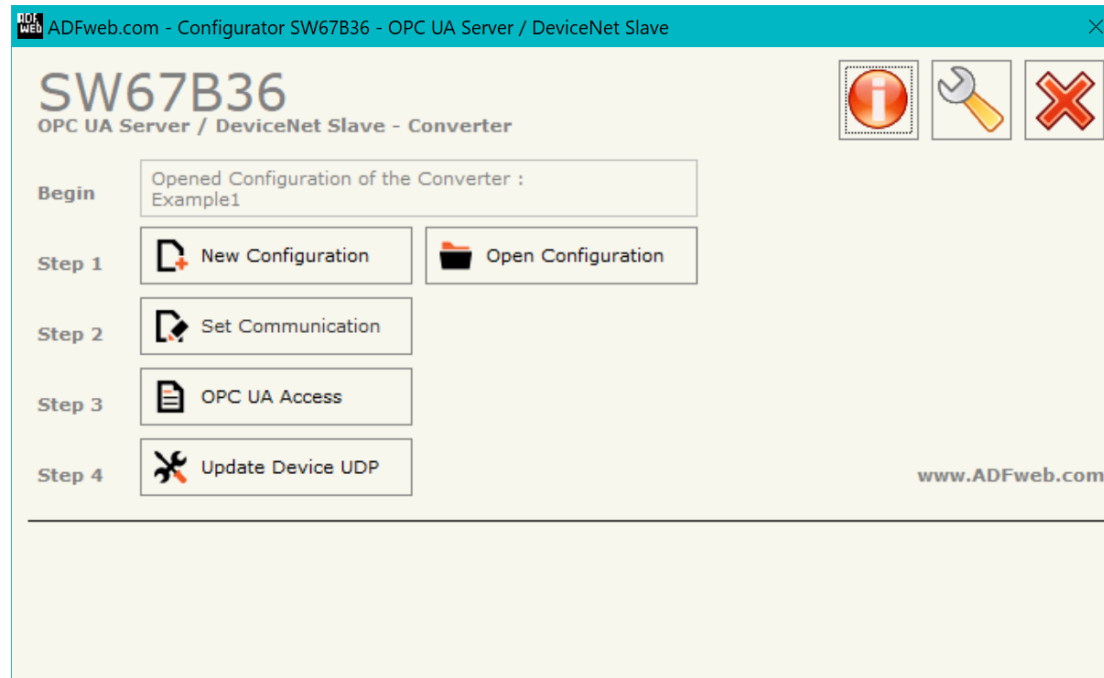 ADF
WEB ADFweb.com - Configurator SW67B36 - OPC UA Server / DeviceNet Slave
SW67B36
OPC UA Server / DeviceNet Slave - Converter
Begin
Opened Configuration of the Converter :
Example1
Step 1
New Configuration
Open Configuration
Step 2
Set Communication
Step 3
OPC UA Access
Step 4
Update Device UDP
www.ADFweb.com